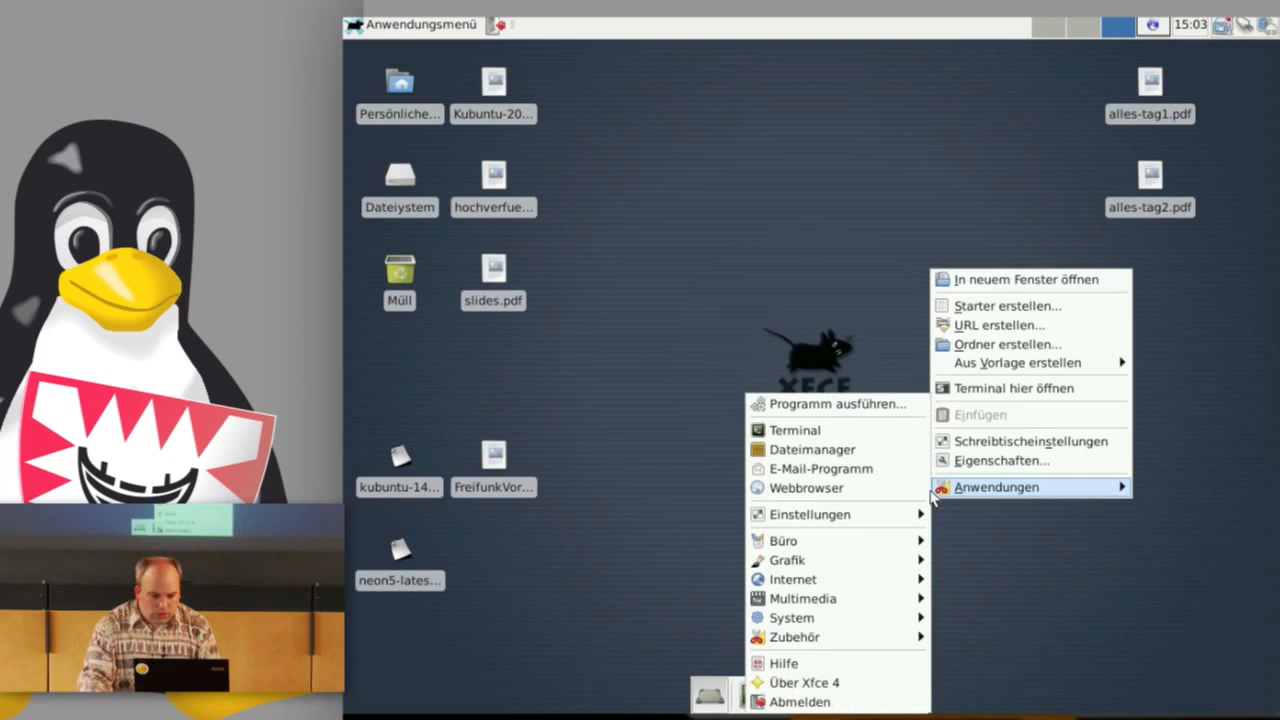 Anwendungsmenü
15:03
Persönliche...
Kubuntu-20...
alles-tag1.pdf
Dateiystem
hochverfue...
alles-tag2.pdf
Müll
slides.pdf
kubuntu-14...
FreifunkVor...
neon5-lates...
XFCE
In neuem Fenster öffnen
Starter erstellen...
URL erstellen...
Ordner erstellen...
Aus Vorlage erstellen
Terminal hier öffnen
Einfügen
Schreibtischeinstellungen
Eigenschaften...
Anwendungen
Programm ausführen...
Terminal
Dateimanager
E-Mail-Programm
Webbrowser
Einstellungen
Büro
Grafik
Internet
Multimedia
System
Zubehör
Hilfe
Über Xfce 4
Abmelden